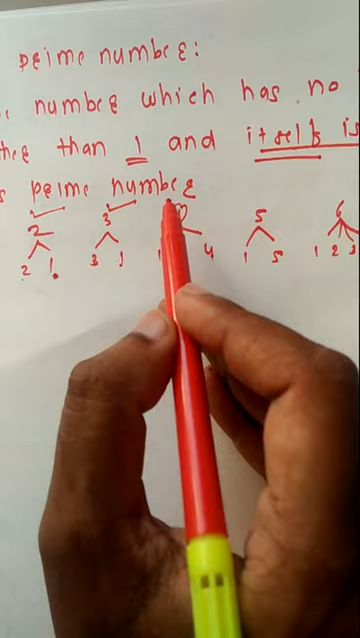 prime number:
number which has no
than 1 and itself is
prime number
2 3 5 6
2 1 3 1 4 1 5 1 2 3